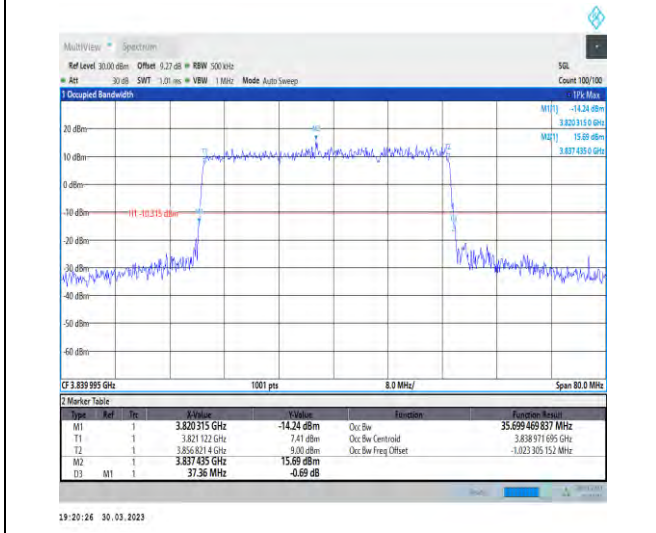 MultiView Spectrum
Ref Level 30.00 dBm Offset 9.27 dB RBW 500 kHz SGL
Att 30 dB SWT 1.01 ms VBW 1 MHz Mode Auto Sweep Count 100/100
1 Occupied Bandwidth 1Pk Max
M1[1] -14.24 dBm
3.820 315 0 GHz
M2[1] 15.69 dBm
3.837 435 0 GHz
20 dBm
10 dBm
0 dBm
-10 dBm
H1 -10.315 dBm
-20 dBm
-30 dBm
-40 dBm
-50 dBm
-60 dBm
CF 3.839 995 GHz 1001 pts 8.0 MHz/ Span 80.0 MHz
2 Marker Table
Type Ref Trc X-Value Y-Value Function Function Result
M1 1 3.820 315 GHz -14.24 dBm Occ Bw 35.699 469 837 MHz
T1 1 3.821 122 GHz 7.41 dBm Occ Bw Centroid 3.838 971 695 GHz
T2 1 3.856 821 4 GHz 9.00 dBm Occ Bw Freq Offset -1.023 305 152 MHz
M2 1 3.837 435 GHz 15.69 dBm
D3 M1 1 37.36 MHz -0.69 dB
19:20:26 30.03.2023